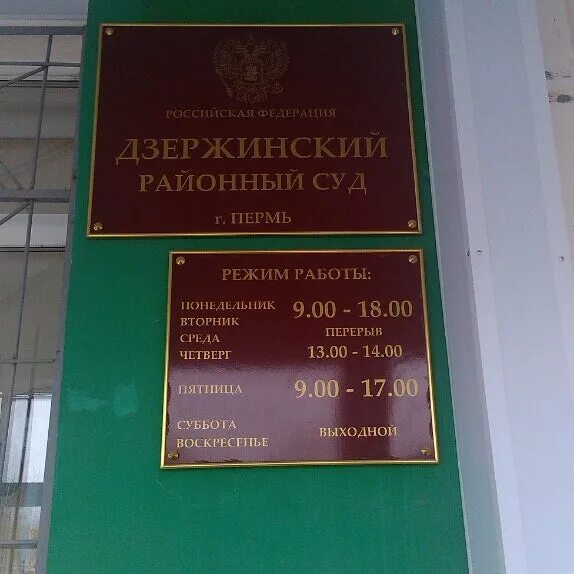 РОССИЙСКАЯ ФЕДЕРАЦИЯ
ДЗЕРЖИНСКИЙ
РАЙОННЫЙ СУД
г. ПЕРМЬ
РЕЖИМ РАБОТЫ:
ПОНЕДЕЛЬНИК 9.00 - 18.00
ВТОРНИК ПЕРЕРЫВ
СРЕДА
ЧЕТВЕРГ 13.00 - 14.00
ПЯТНИЦА 9.00 - 17.00
СУББОТА
ВОСКРЕСЕНЬЕ ВЫХОДНОЙ